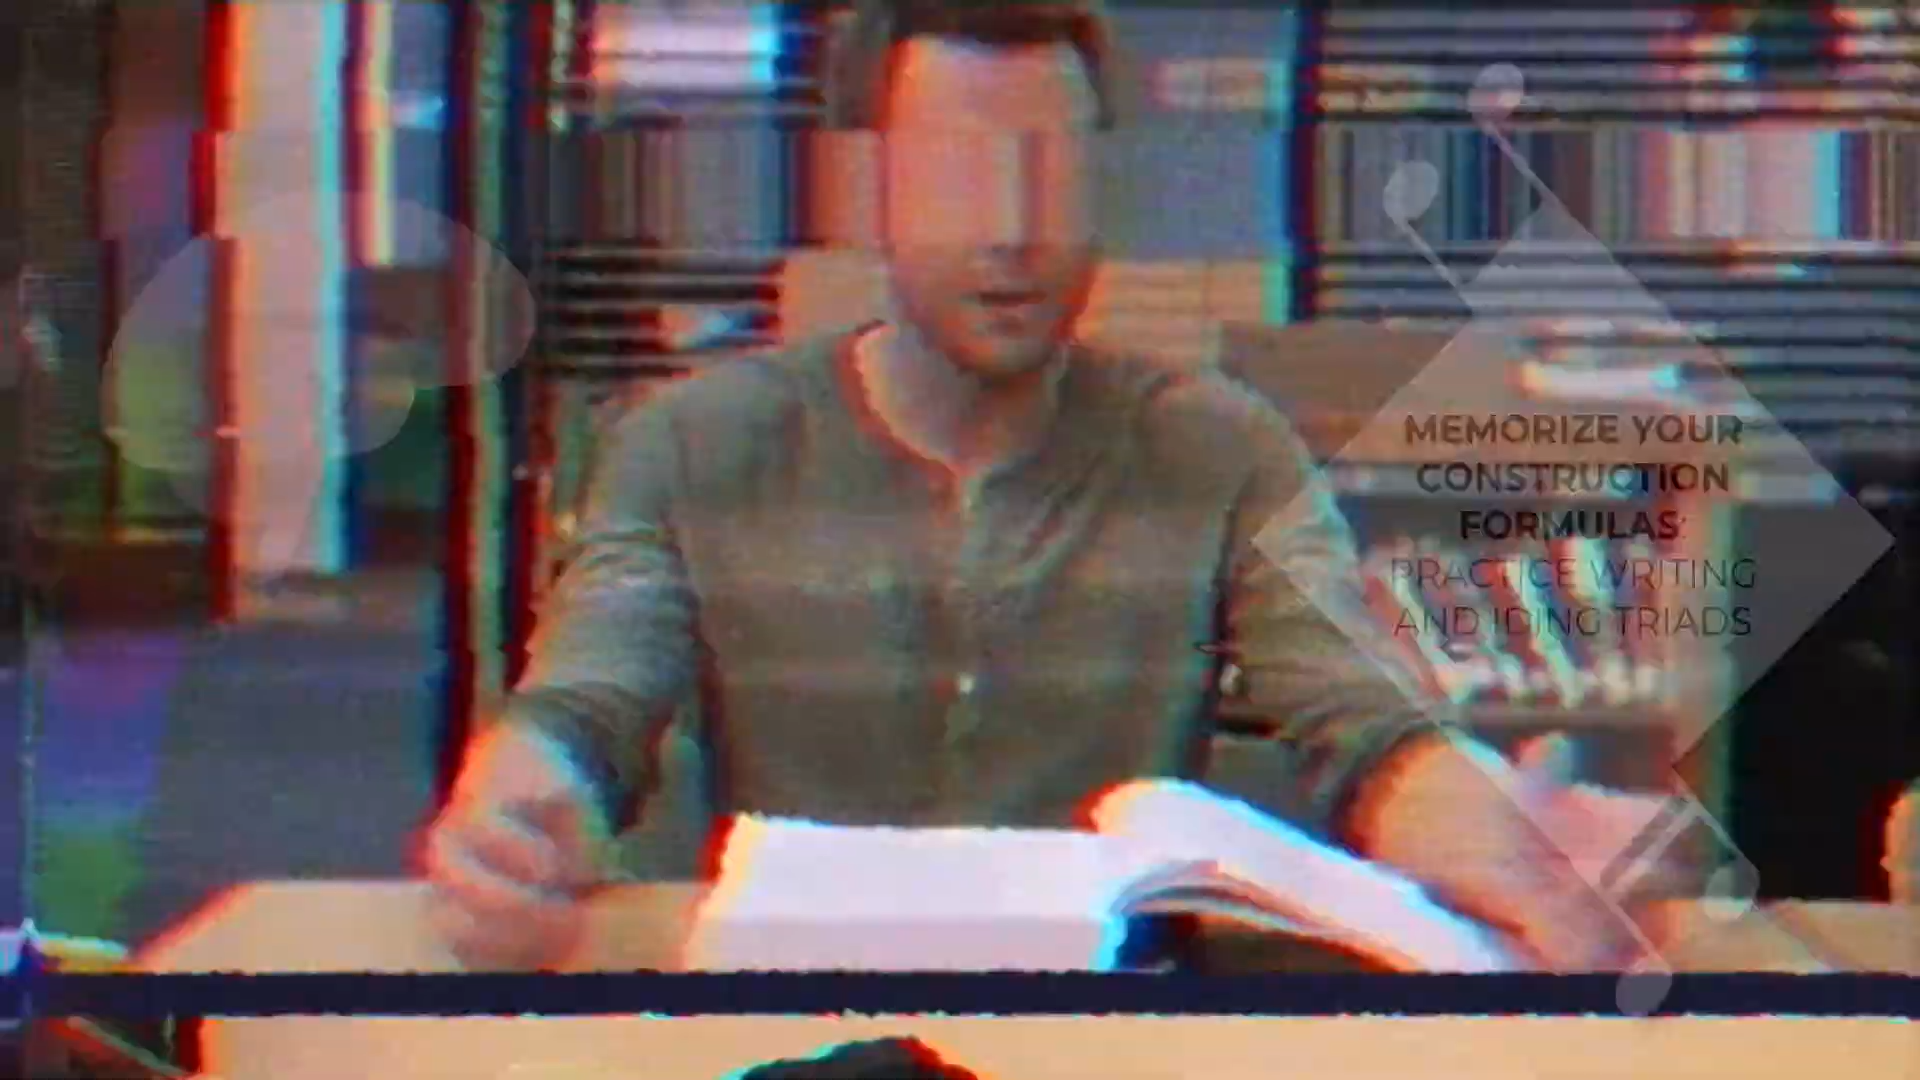 MEMORIZE YOUR
CONSTRUCTION
FORMULAS:
PRACTICE WRITING
AND IDING TRIADS